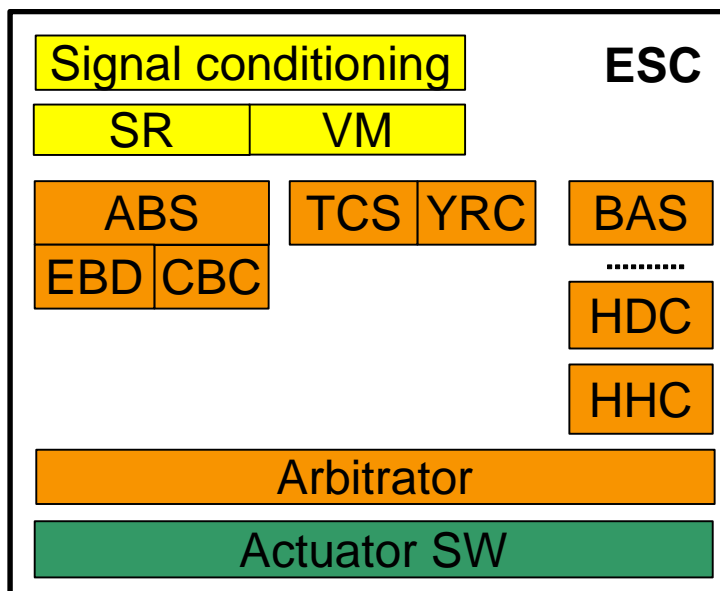 Signal conditioning ESC
SR VM
ABS TCS YRC BAS
EBD CBC ..........
HDC
HHC
Arbitrator
Actuator SW